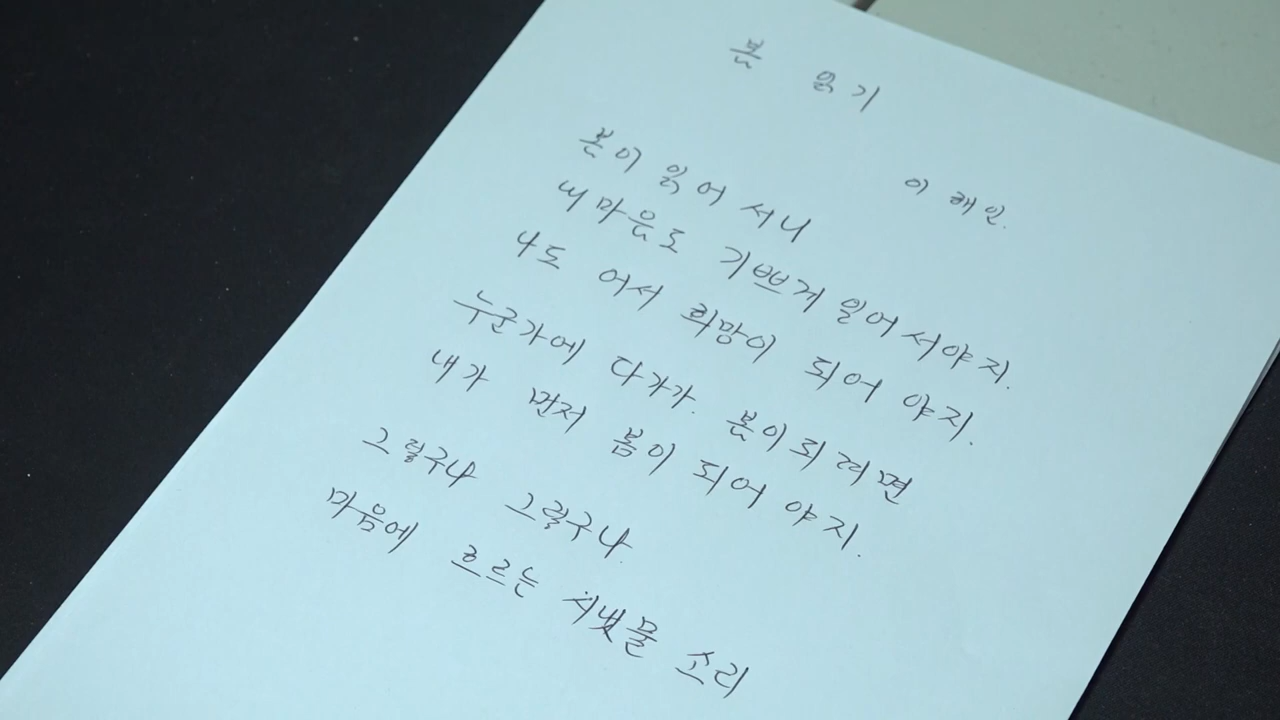 봄 일기
이해인.
봄이 일어 서니
내 마음도 기쁘게 일어서야지.
나도 어서 희망이 되어 야지.
누군가에 다가가. 봄이되려면
내가 먼저 봄이 되어 야지.
그렇구나 그렇구나.
마음에 흐르는 시냇물 소리